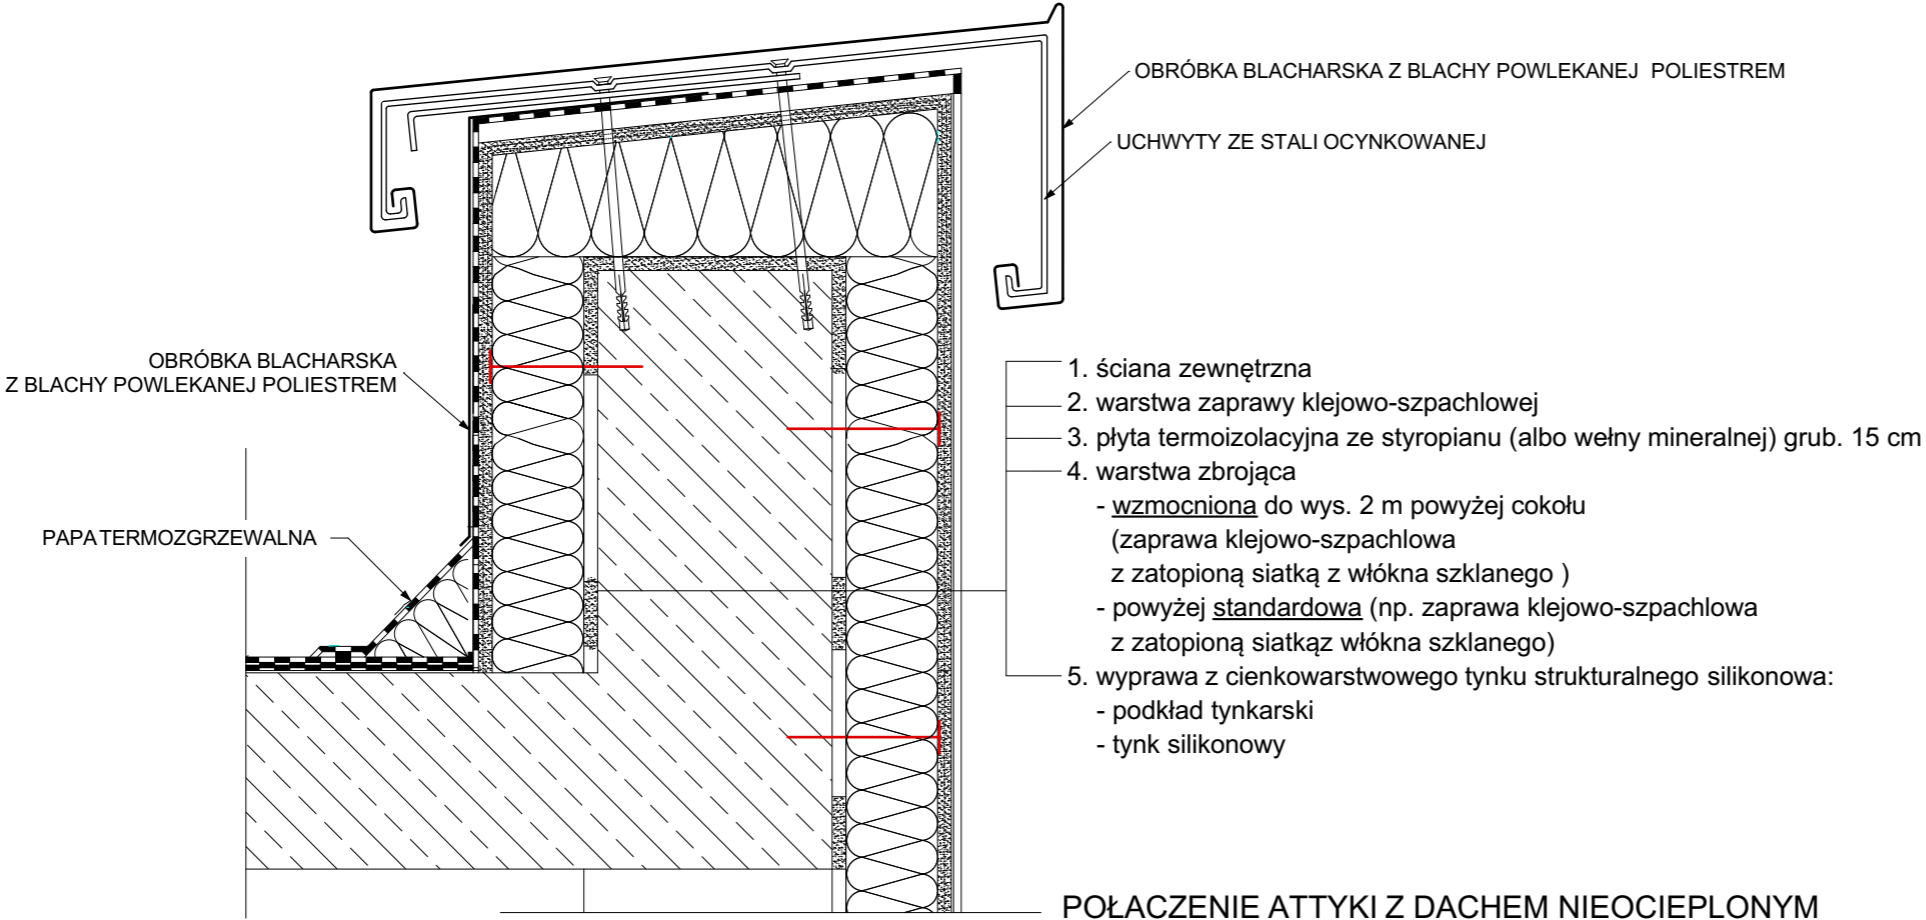 OBRÓBKA BLACHARSKA Z BLACHY POWLEKANEJ POLIESTREM
UCHWYTY ZE STALI OCYNKOWANEJ
OBRÓBKA BLACHARSKA
Z BLACHY POWLEKANEJ POLIESTREM
PAPA TERMOZGRZEWALNA
1. ściana zewnętrzna
2. warstwa zaprawy klejowo-szpachlowej
3. płyta termoizolacyjna ze styropianu (albo wełny mineralnej) grub. 15 cm
4. warstwa zbrojąca
- wzmocniona do wys. 2 m powyżej cokołu
(zaprawa klejowo-szpachlowa
z zatopioną siatką z włókna szklanego )
- powyżej standardowa (np. zaprawa klejowo-szpachlowa
z zatopioną siatkąz włókna szklanego)
5. wyprawa z cienkowarstwowego tynku strukturalnego silikonowa:
- podkład tynkarski
- tynk silikonowy
POŁACZENIE ATTYKI Z DACHEM NIEOCIEPLONYM